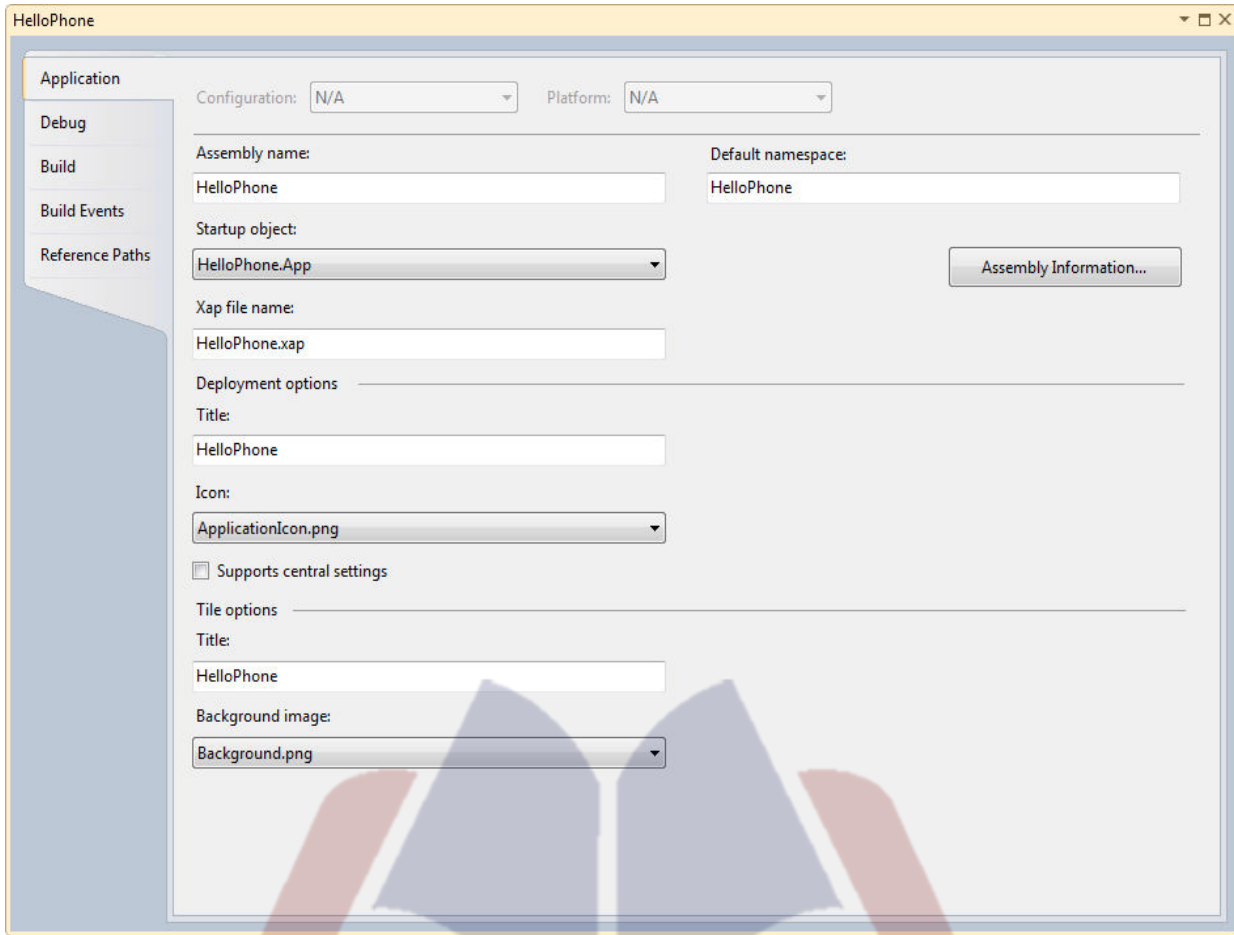 HelloPhone
Application
Debug
Build
Build Events
Reference Paths
Configuration: N/A Platform: N/A
Assembly name: Default namespace:
HelloPhone HelloPhone
Startup object:
HelloPhone.App Assembly Information...
Xap file name:
HelloPhone.xap
Deployment options
Title:
HelloPhone
Icon:
ApplicationIcon.png
Supports central settings
Tile options
Title:
HelloPhone
Background image:
Background.png